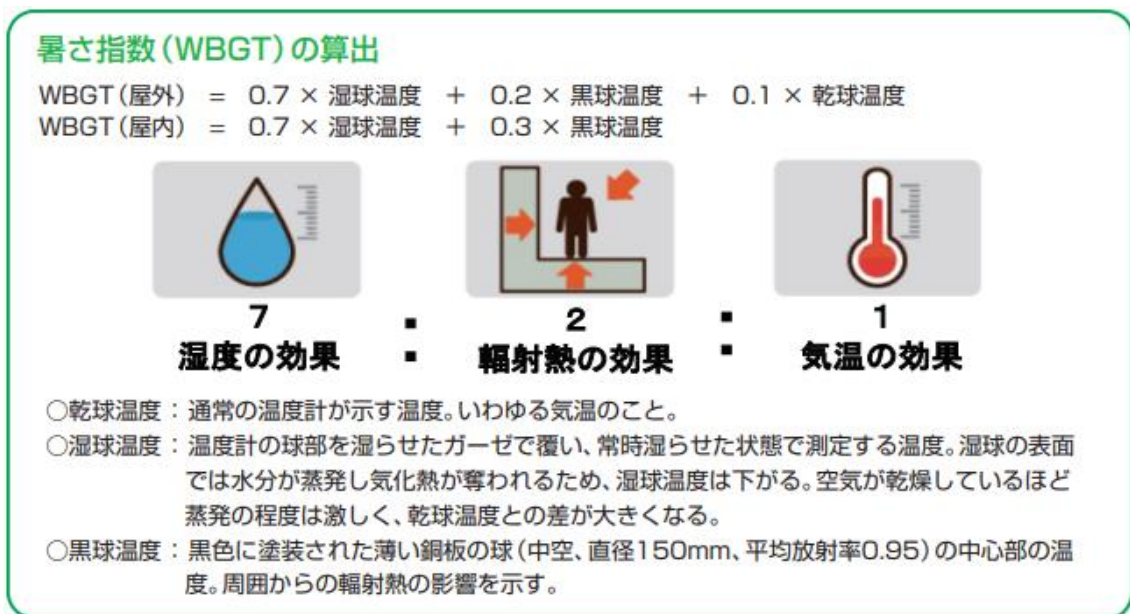 暑さ指数(WBGT)の算出
WBGT(屋外) = 0.7 × 湿球温度 + 0.2 × 黒球温度 + 0.1 × 乾球温度
WBGT(屋内) = 0.7 × 湿球温度 + 0.3 × 黒球温度
7 : 2 : 1
湿度の効果 輻射熱の効果 気温の効果
○乾球温度:通常の温度計が示す温度。いわゆる気温のこと。
○湿球温度:温度計の球部を湿らせたガーゼで覆い、常時湿らせた状態で測定する温度。湿球の表面
では水分が蒸発し気化熱が奪われるため、湿球温度は下がる。空気が乾燥しているほど
蒸発の程度は激しく、乾球温度との差が大きくなる。
○黒球温度:黒色に塗装された薄い銅板の球(中空、直径150mm、平均放射率0.95)の中心部の温
度。周囲からの輻射熱の影響を示す。